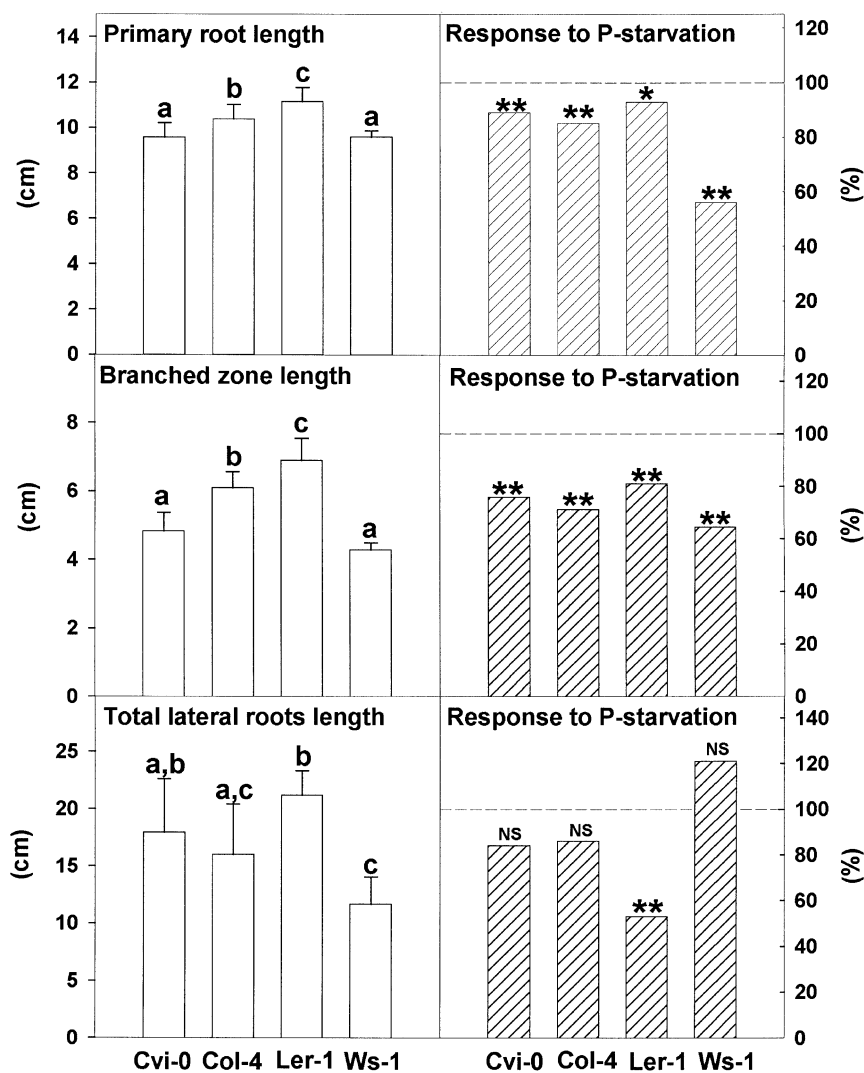 Primary root length
Response to P-starvation
(cm)
14
12
10
8
6
4
2
0
a
b
c
a
**
**
*
**
120
100
80
60
40
20
0
(%)
Branched zone length
Response to P-starvation
(cm)
8
6
4
2
0
a
b
c
a
**
**
**
**
120
100
80
60
40
20
0
(%)
Total lateral roots length
Response to P-starvation
(cm)
25
20
15
10
5
0
a,b
a,c
b
c
NS
NS
**
NS
140
120
100
80
60
40
20
0
(%)
Cvi-0 Col-4 Ler-1 Ws-1
Cvi-0 Col-4 Ler-1 Ws-1